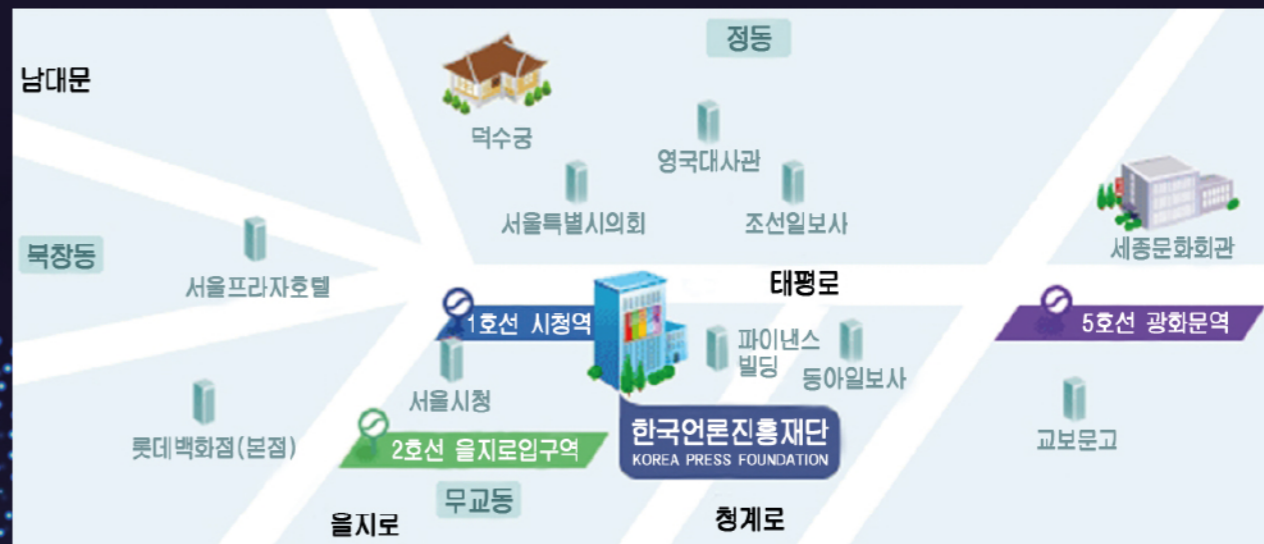 정동
남대문
덕수궁
영국대사관
서울특별시의회
조선일보사
세종문화회관
북창동
서울프라자호텔
태평로
1호선 시청역
5호선 광화문역
파이낸스
빌딩
동아일보사
서울시청
롯데백화점(본점)
2호선 을지로입구역
한국언론진흥재단
KOREA PRESS FOUNDATION
교보문고
무교동
을지로
청계로